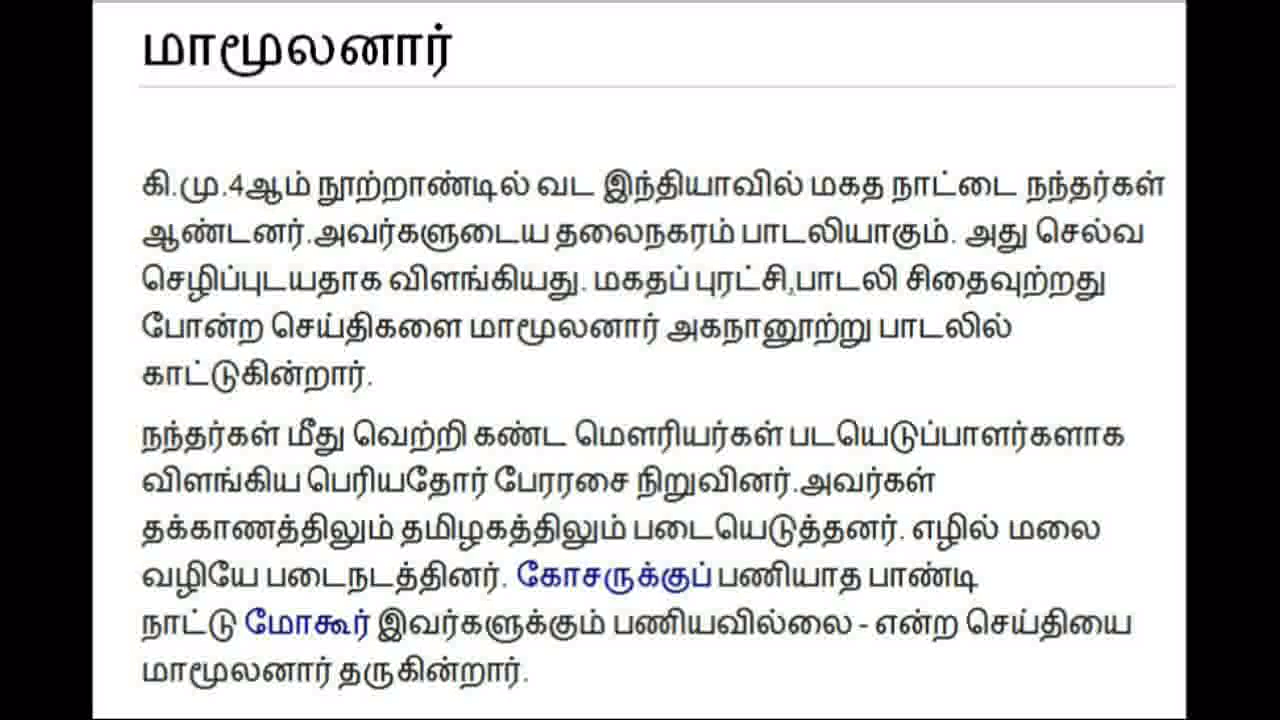 மாமூலனார்
கி.மு.4ஆம் நூற்றாண்டில் வட இந்தியாவில் மகத நாட்டை நந்தர்கள்
ஆண்டனர்.அவர்களுடைய தலைநகரம் பாடலியாகும். அது செல்வ
செழிப்புடயதாக விளங்கியது. மகதப் புரட்சி,பாடலி சிதைவுற்றது
போன்ற செய்திகளை மாமூலனார் அகநானூற்று பாடலில்
காட்டுகின்றார்.
நந்தர்கள் மீது வெற்றி கண்ட மௌரியர்கள் படயெடுப்பாளர்களாக
விளங்கிய பெரியதோர் பேரரசை நிறுவினர்.அவர்கள்
தக்காணத்திலும் தமிழகத்திலும் படையெடுத்தனர். எழில் மலை
வழியே படைநடத்தினர். கோசருக்குப் பணியாத பாண்டி
நாட்டு மோகூர் இவர்களுக்கும் பணியவில்லை - என்ற செய்தியை
மாமூலனார் தருகின்றார்.